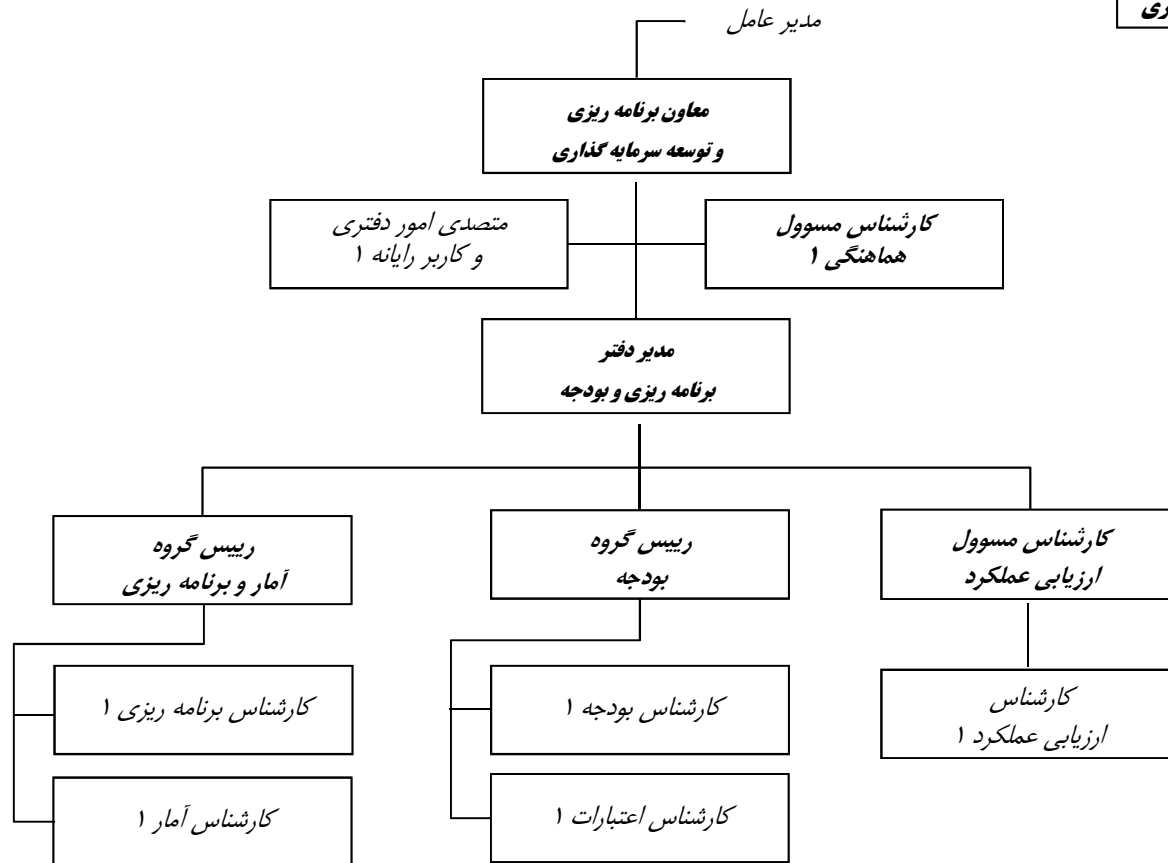 مدیر عامل
معاون برنامه ریزی
و توسعه سرمایه گذاری
کارشناس مسوول
هماهنگی ۱
متصدی امور دفتری
و کاربر رایانه ۱
مدیر دفتر
برنامه ریزی و بودجه
کارشناس مسوول
ارزیابی عملکرد
رییس گروه
بودجه
رییس گروه
آمار و برنامه ریزی
کارشناس
ارزیابی عملکرد ۱
کارشناس بودجه ۱
کارشناس برنامه ریزی ۱
کارشناس اعتبارات ۱
کارشناس آمار ۱